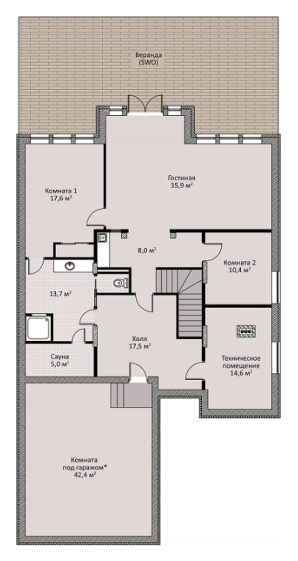 Веранда
(SWO)
Комната 1
17,6 м²
Гостиная
35,9 м²
8,0 м²
Комната 2
10,4 м²
13,7 м²
Холл
17,5 м²
Сауна
5,0 м²
Техническое
помещение
14,6 м²
Комната
под гаражом*
42,4 м²